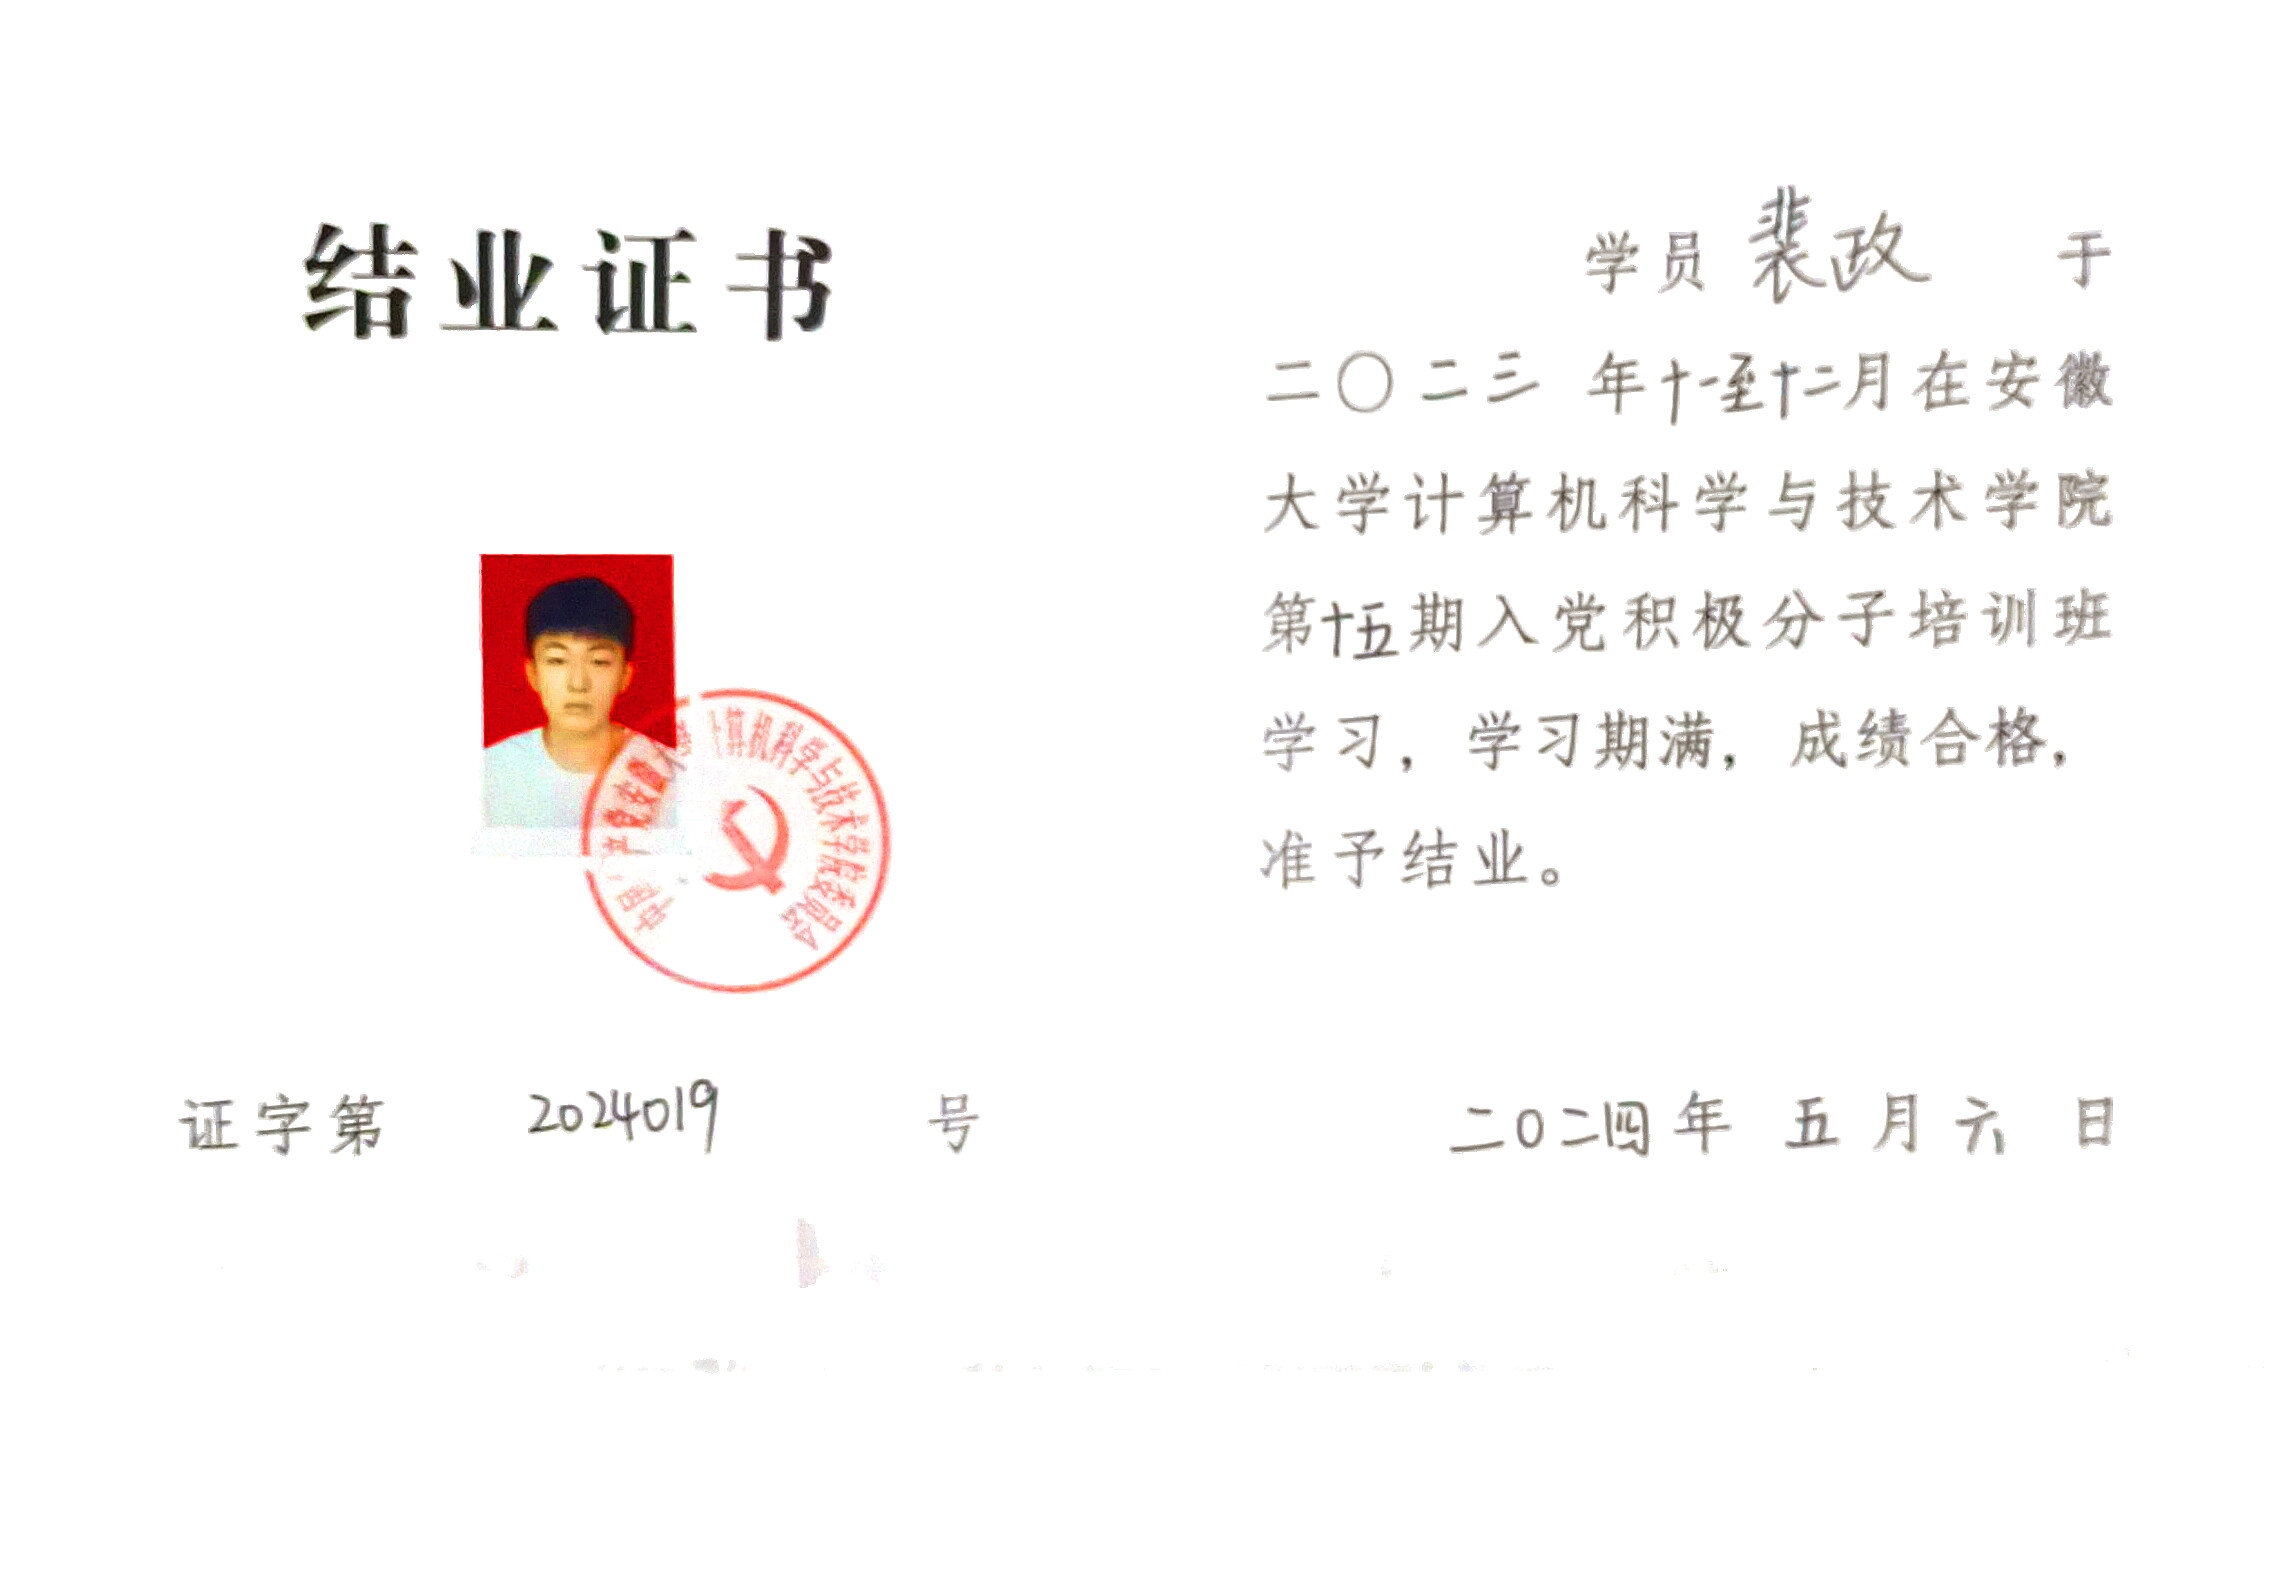 结业证书
中国共产党安徽大学计算机科学与技术学院委员会
证字第 2024019 号
学员 裴政 于
二〇二三 年十一至十二月在安徽
大学计算机科学与技术学院
第十五期入党积极分子培训班
学习，学习期满，成绩合格，
准予结业。
二〇二四年 五月六日